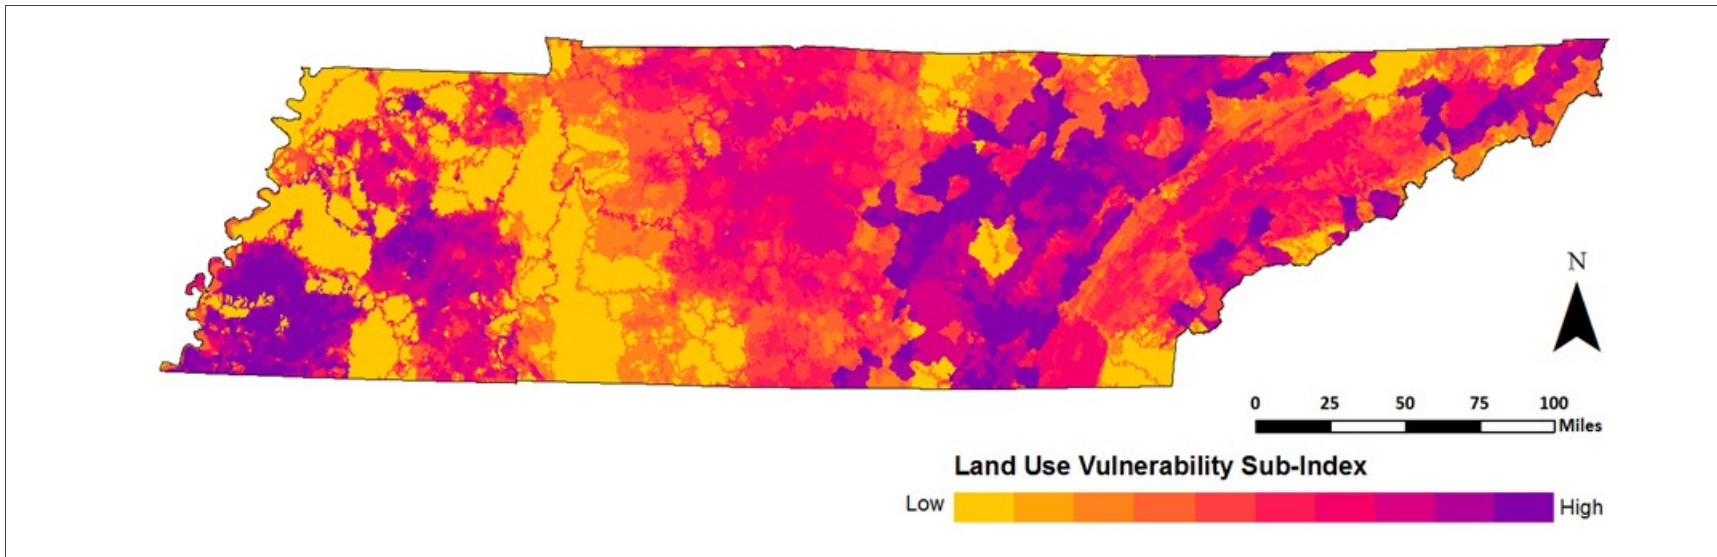 N
0 25 50 75 100
Miles
Land Use Vulnerability Sub-Index
Low High